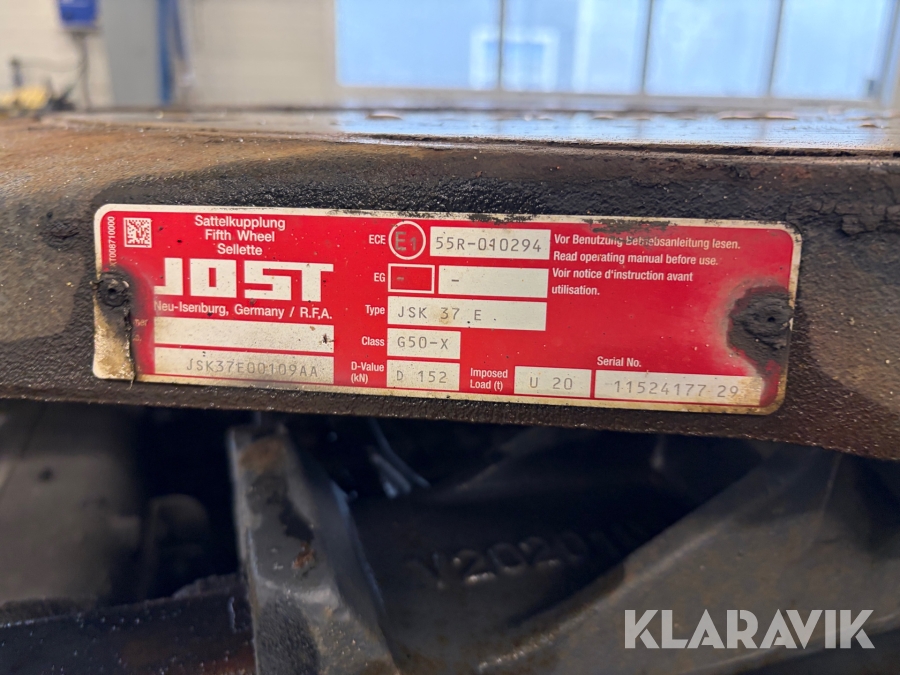 KLARAVIK
Sattelkupplung
Fifth Wheel
Sellette
JOST
Neu-Isenburg, Germany / R.F.A.
JSK37E00109AA
ECE E1 55R-010294
EG - -
Type JSK 37 E
Class G50-X
D-Value
(kN) D 152
Imposed
Load (t) U 20
Serial No.
11524177 29
Vor Benutzung Betriebsanleitung lesen.
Read operating manual before use.
Voir notice d'instruction avant
utilisation.
KLARAVIK